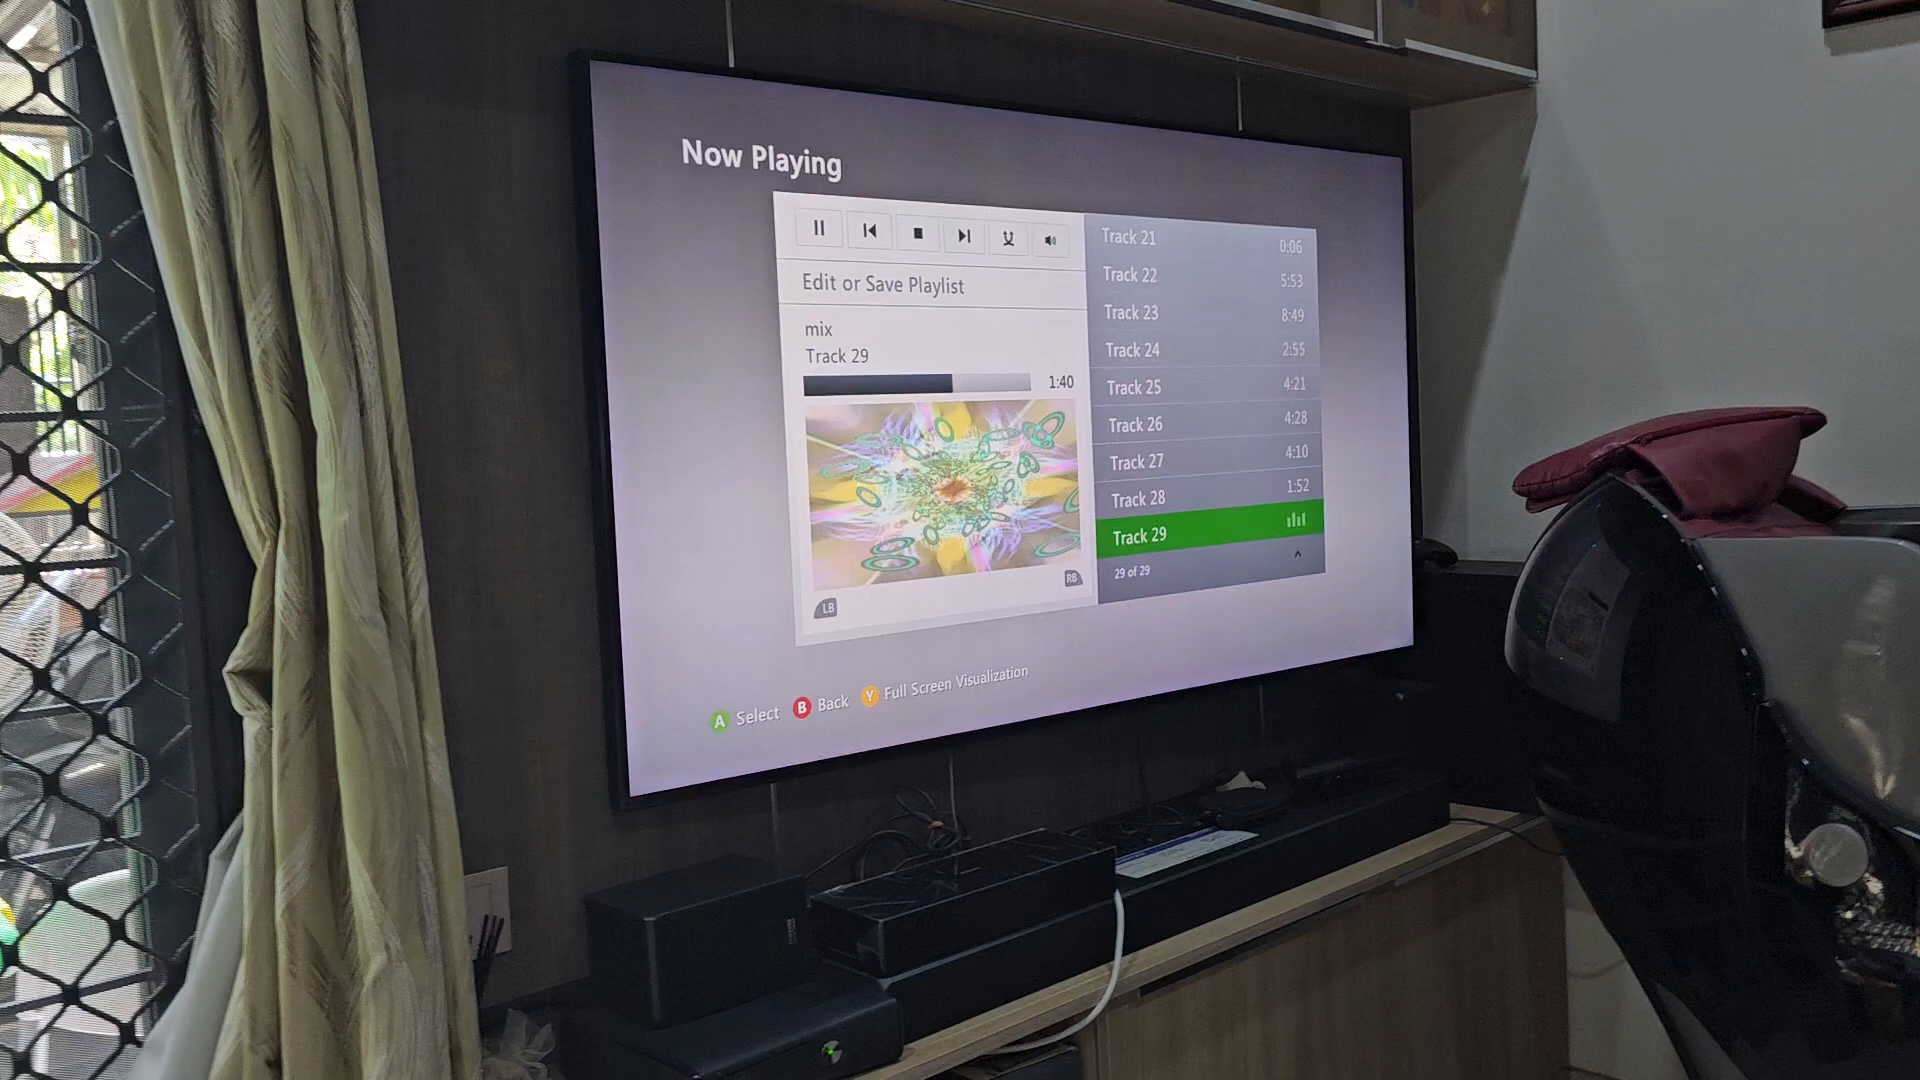 Now Playing
Edit or Save Playlist
mix
Track 29
1:40
LB
RB
Track 21 0:06
Track 22 5:53
Track 23 8:49
Track 24 2:55
Track 25 4:21
Track 26 4:28
Track 27 4:10
Track 28 1:52
Track 29
29 of 29
A Select B Back Y Full Screen Visualization